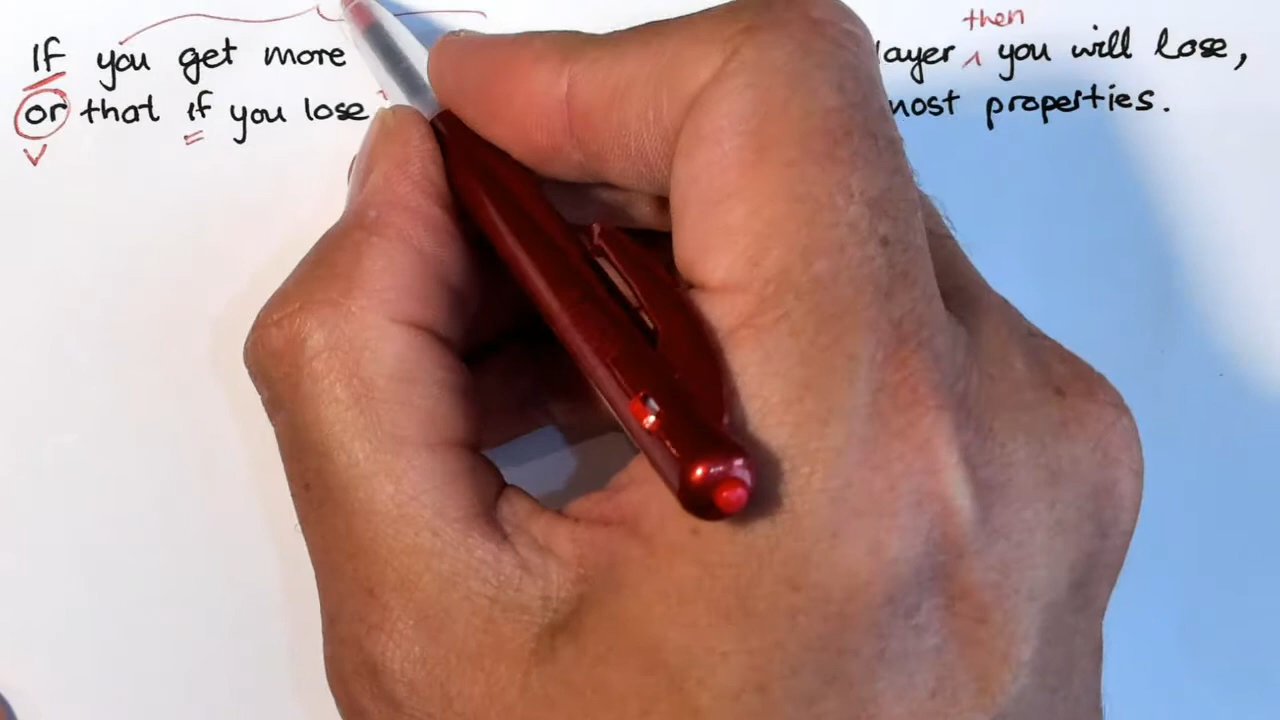 then
If you get more layer ^ you will lose,
or that if you lose most properties.
v